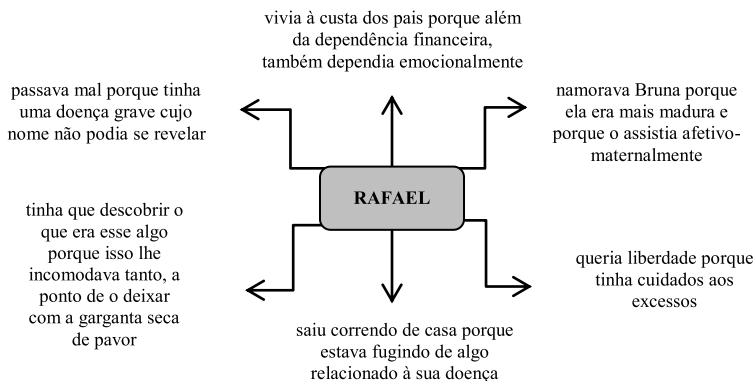 vivia à custa dos pais porque além
da dependência financeira,
também dependia emocionalmente
passava mal porque tinha
uma doença grave cujo
nome não podia se revelar
namorava Bruna porque
ela era mais madura e
porque o assistia afetivo-
maternalmente
RAFAEL
tinha que descobrir o
que era esse algo
porque isso lhe
incomodava tanto, a
ponto de o deixar
com a garganta seca
de pavor
queria liberdade porque
tinha cuidados aos
excessos
saiu correndo de casa porque
estava fugindo de algo
relacionado à sua doença